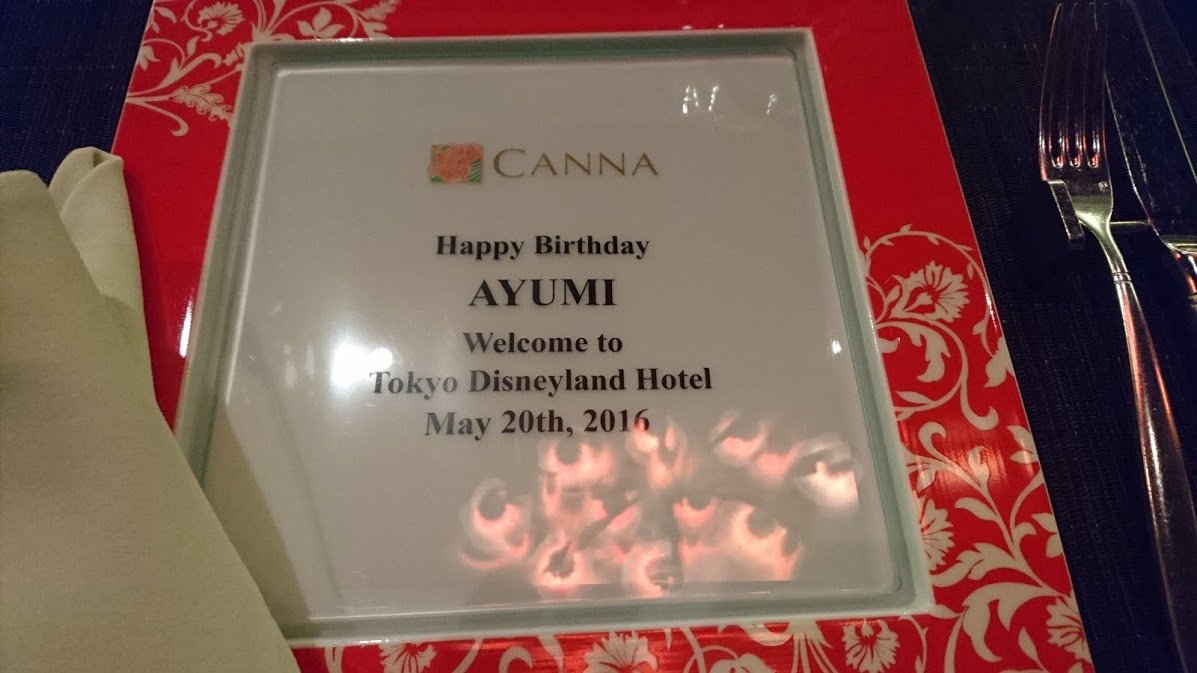 CANNA
Happy Birthday
AYUMI
Welcome to
Tokyo Disneyland Hotel
May 20th, 2016